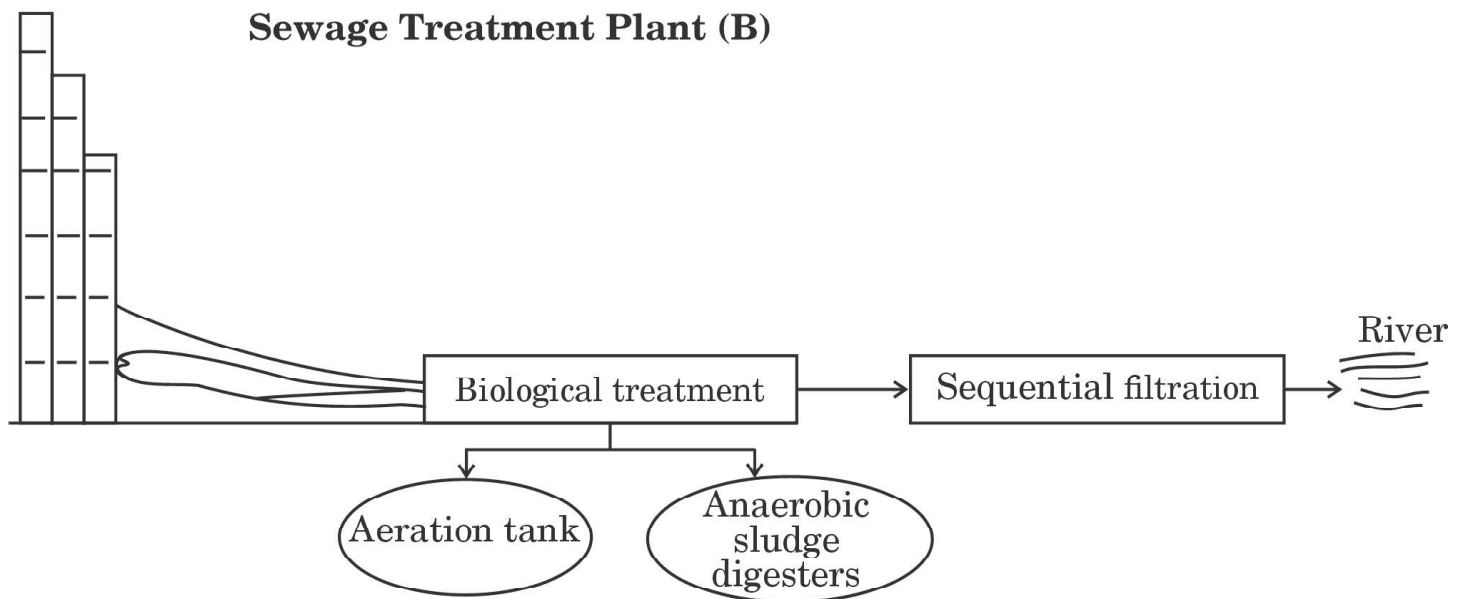 Sewage Treatment Plant (B)
River
Biological treatment
Sequential filtration
Aeration tank
Anaerobic
sludge
digesters